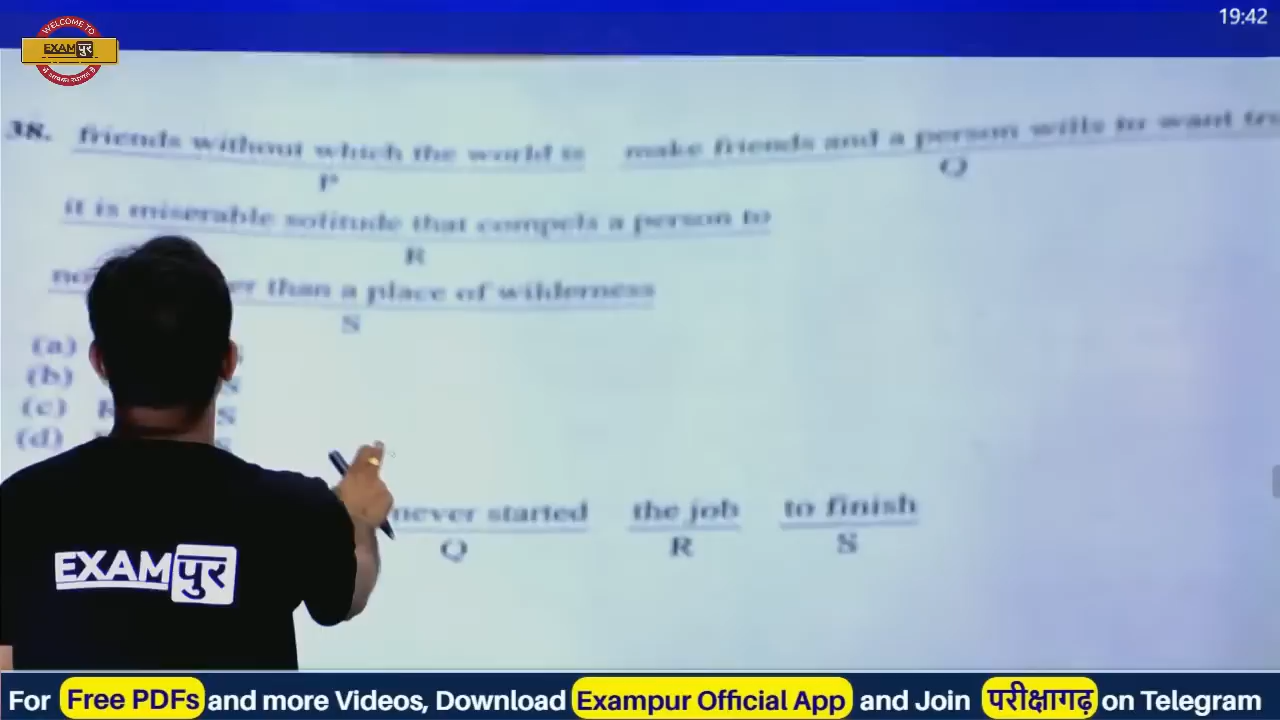 19:42
WELCOME TO
EXAMपुर
38. friends without which the world is make friends and a person wills to want
P Q
it is miserable solitude that compels a person to
R
than a place of wilderness
S
(a)
(b) S
(c) R S
(d)
never started the job to finish
Q R S
EXAMपुर
For Free PDFs and more Videos, Download Exampur Official App and Join परीक्षागढ़ on Telegram